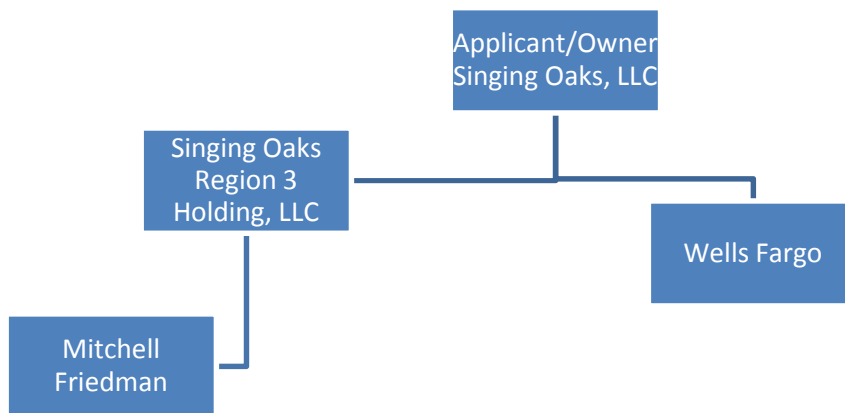 Applicant/Owner
Singing Oaks, LLC
Singing Oaks
Region 3
Holding, LLC
Wells Fargo
Mitchell
Friedman